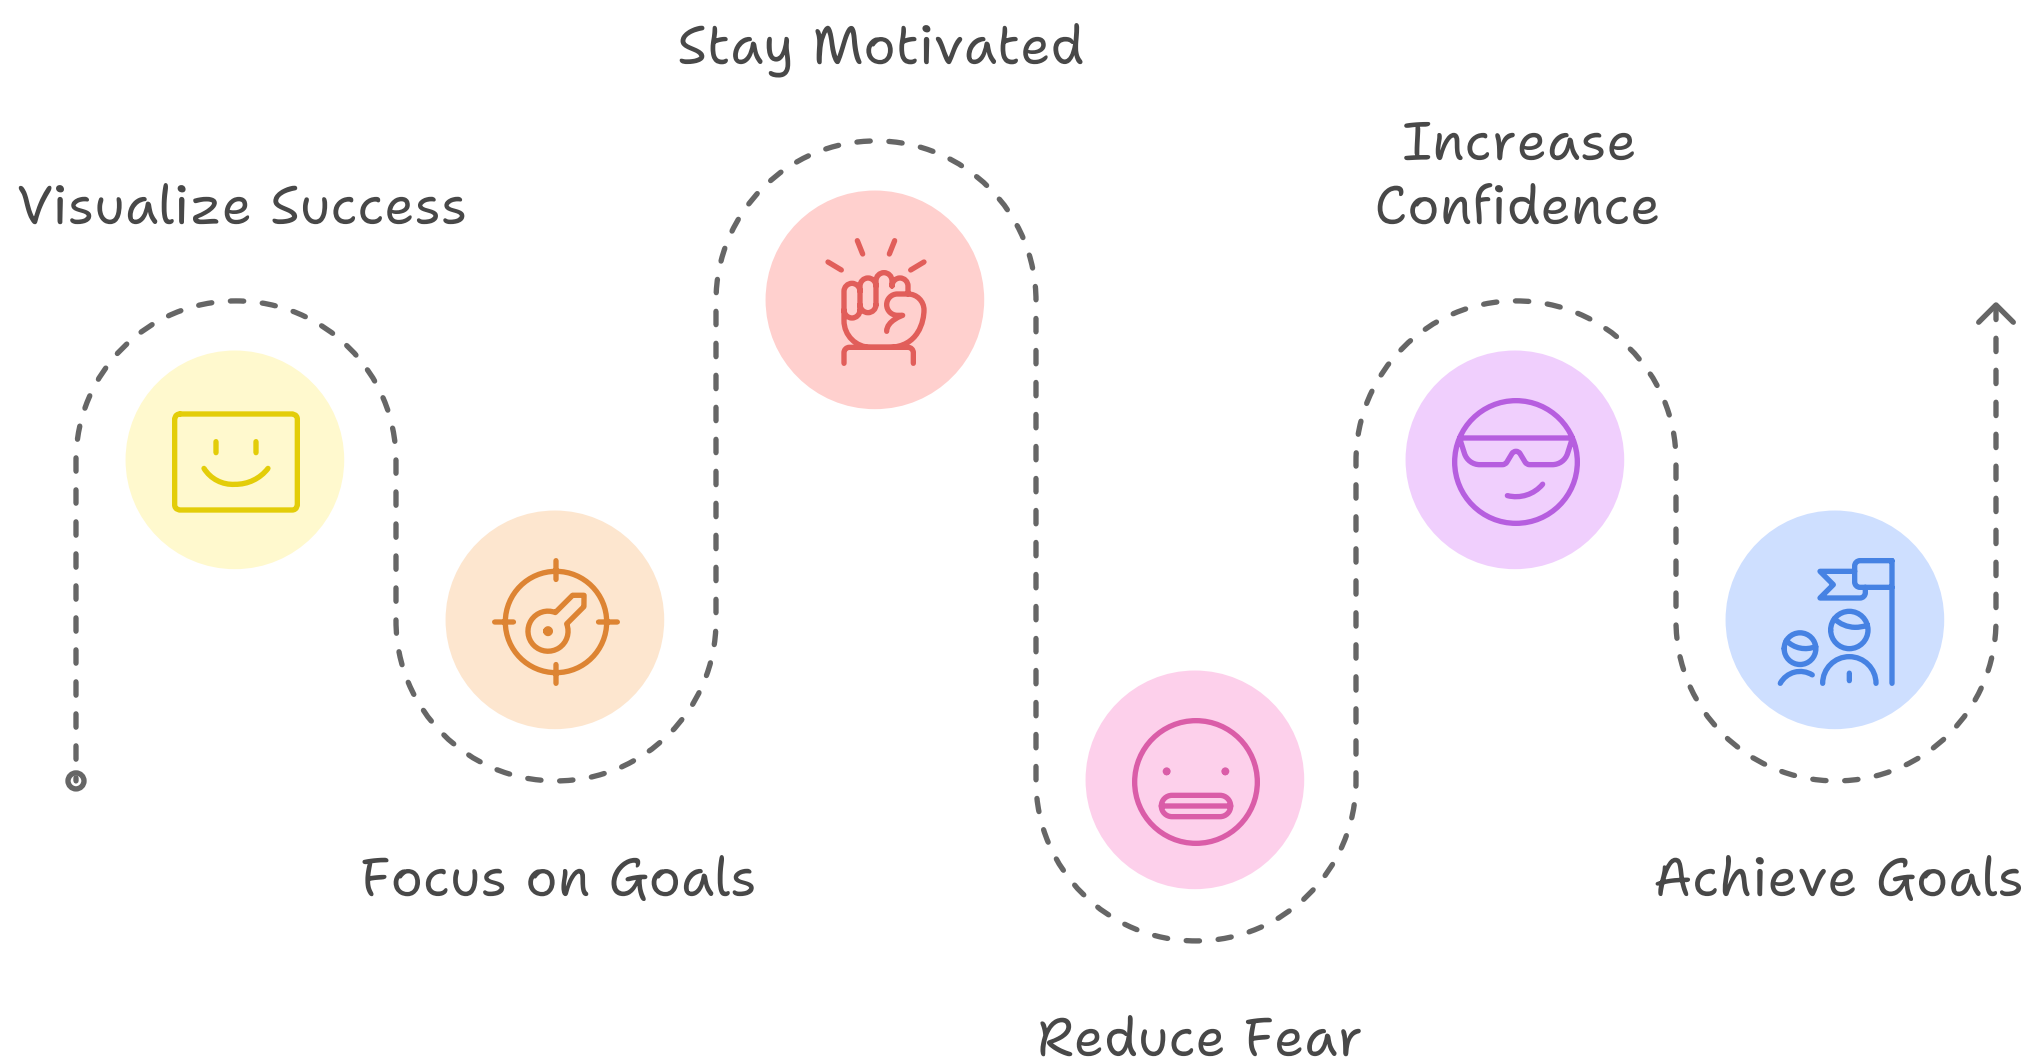 Visualize Success
Focus on Goals
Stay Motivated
Reduce Fear
Increase
Confidence
Achieve Goals